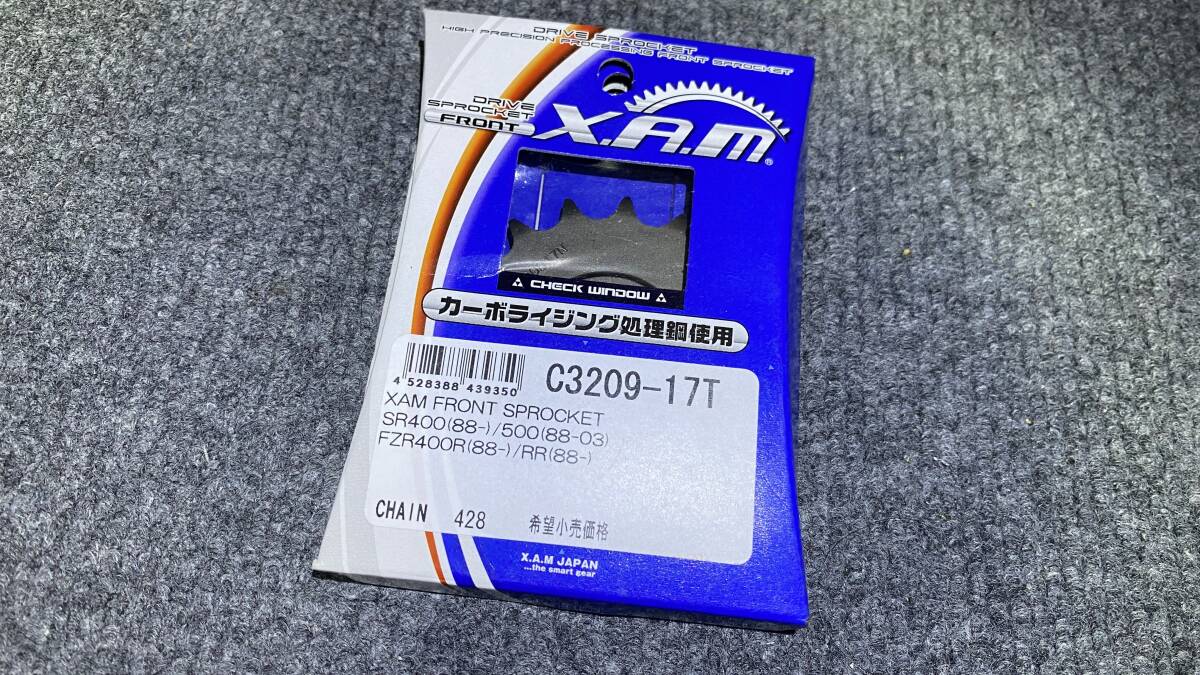 DRIVE SPROCKET
HIGH PRECISION PROCESSING FRONT SPROCKET
DRIVE
SPROCKET
FRONT
X.A.M®
CHECK WINDOW
カーボライジング処理鋼使用
4 528388 439350
C3209-17T
XAM FRONT SPROCKET
SR400(88-)/500(88-03)
FZR400R(88-)/RR(88-)
CHAIN 428 希望小売価格
X.A.M JAPAN
...the smart gear